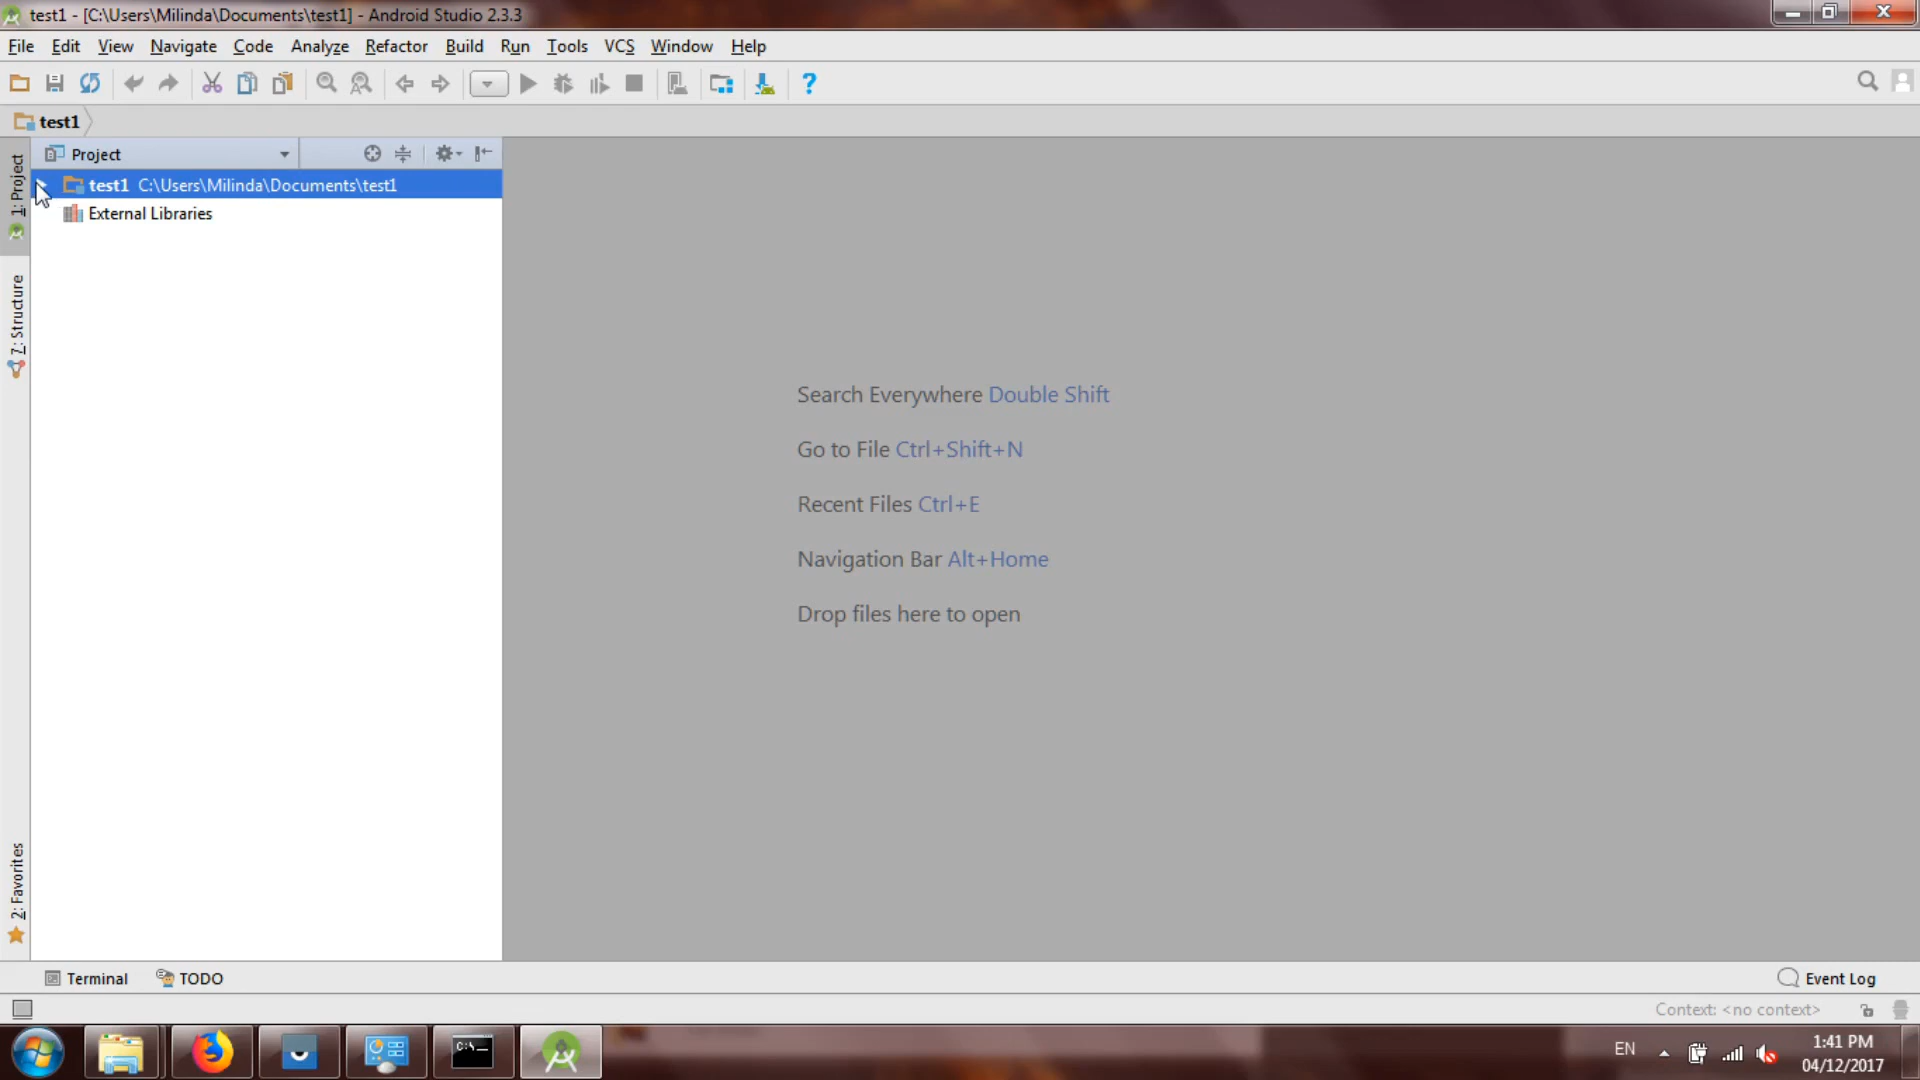 test1 - [C:\Users\Milinda\Documents\test1] - Android Studio 2.3.3
File Edit View Navigate Code Analyze Refactor Build Run Tools VCS Window Help
test1
1: Project
Project
test1 C:\Users\Milinda\Documents\test1
External Libraries
7: Structure
Search Everywhere Double Shift
Go to File Ctrl+Shift+N
Recent Files Ctrl+E
Navigation Bar Alt+Home
Drop files here to open
2: Favorites
Terminal TODO Event Log
Context: <no context>
C:\
EN 1:41 PM
04/12/2017